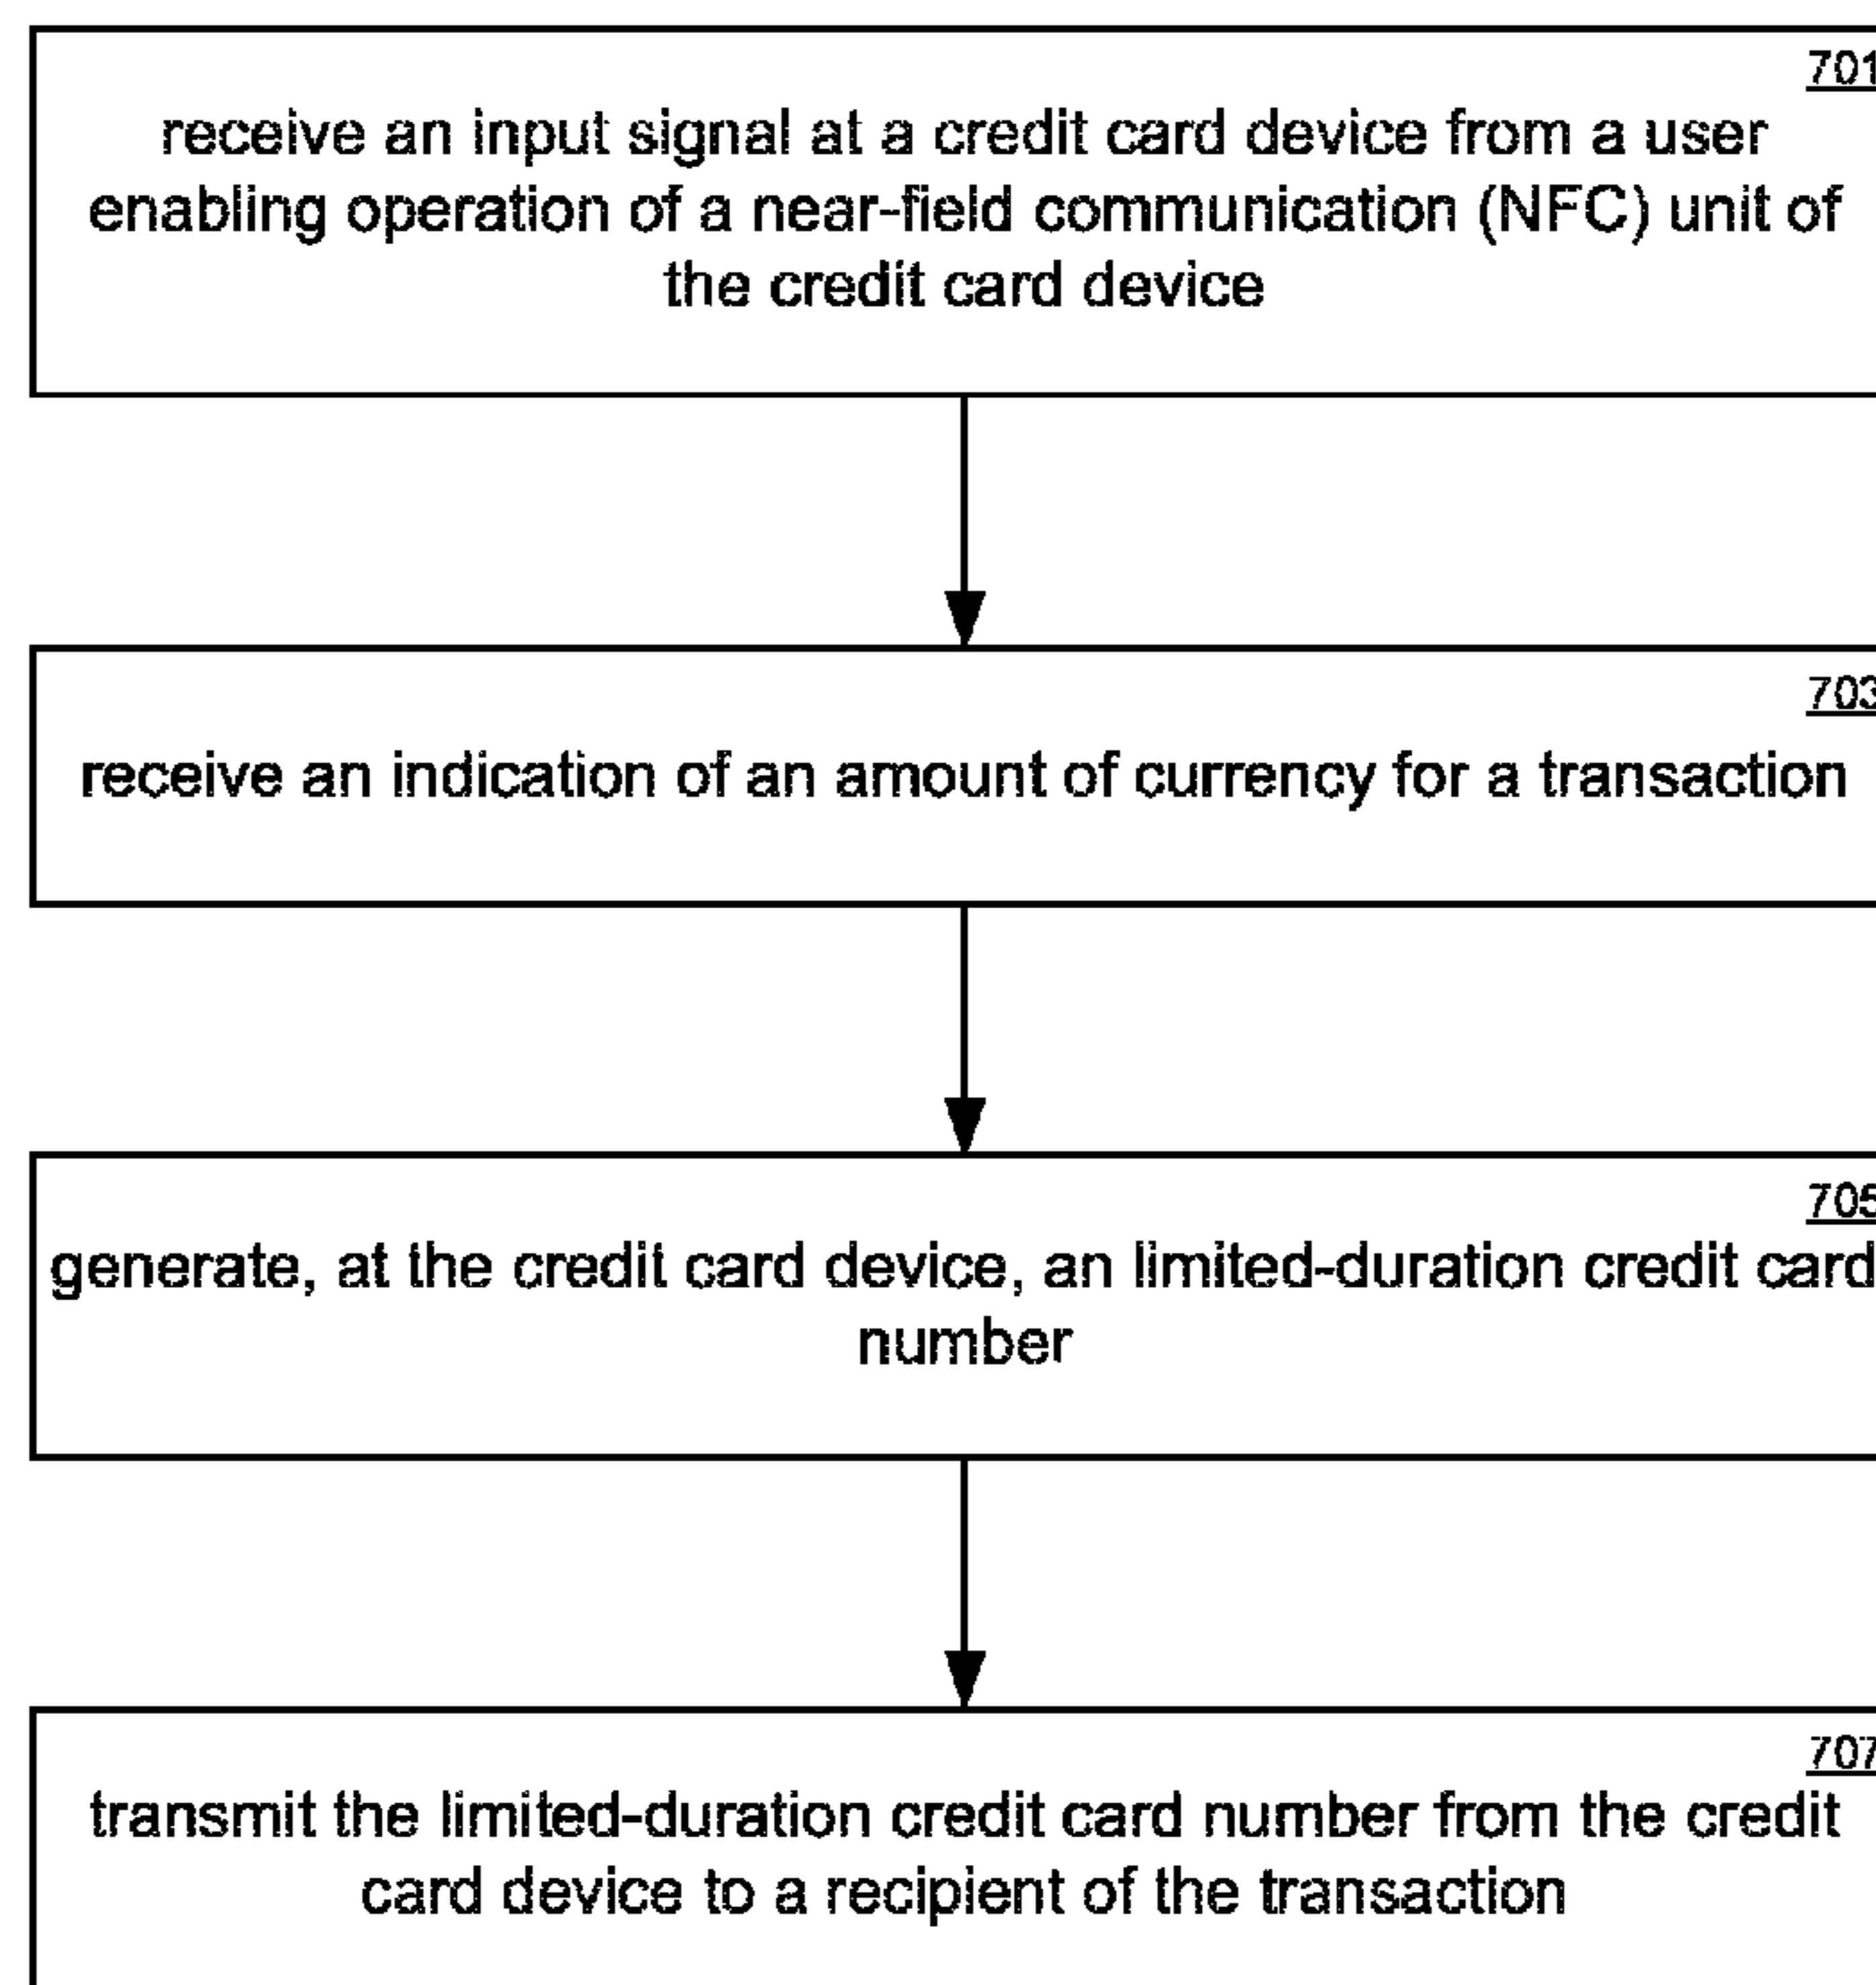 701
receive an input signal at a credit card device from a user
enabling operation of a near-field communication (NFC) unit of
the credit card device
703
receive an indication of an amount of currency for a transaction
705
generate, at the credit card device, an limited-duration credit card
number
707
transmit the limited-duration credit card number from the credit
card device to a recipient of the transaction